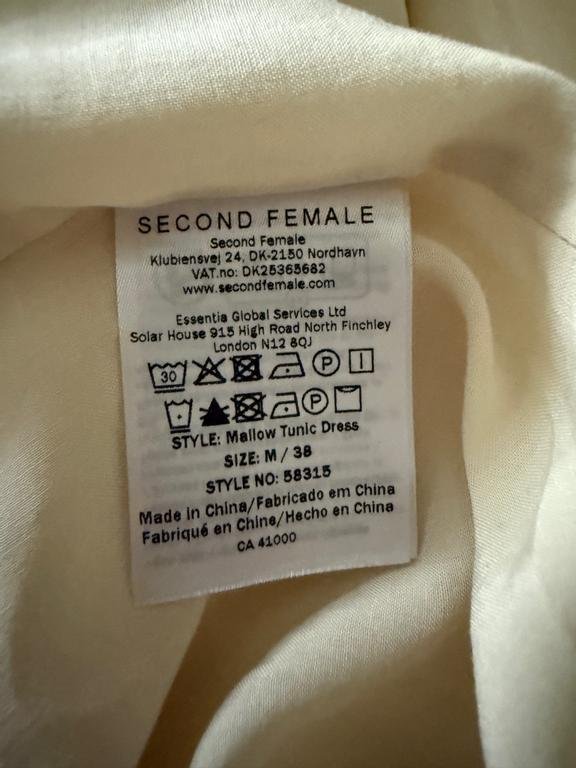 SECOND FEMALE
Second Female
Klubiensvej 24, DK-2150 Nordhavn
VAT.no: DK25365682
www.secondfemale.com
Essentia Global Services Ltd
Solar House 915 High Road North Finchley
London N12 8QJ
30 P
P
STYLE: Mallow Tunic Dress
SIZE: M / 38
STYLE NO: 58315
Made in China/Fabricado em China
Fabriqué en Chine/Hecho en China
CA 41000